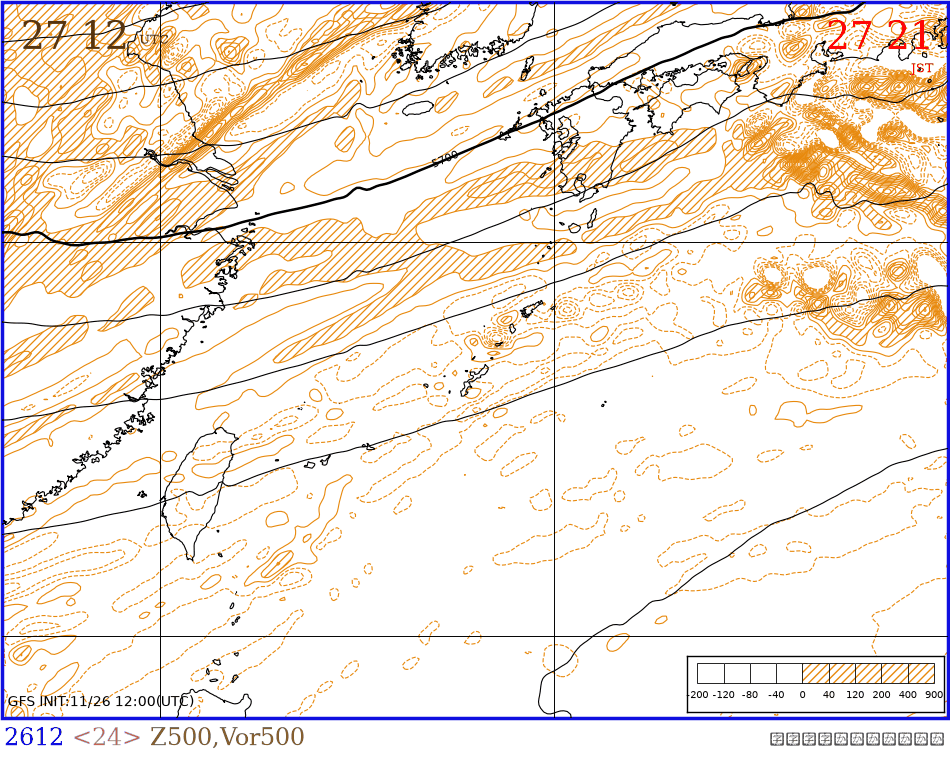 27 12 UTC
27 21
JST
5700
-200 -120 -80 -40 0 40 120 200 400 900
GFS INIT:11/26 12:00(UTC)
2612 <24> Z500,Vor500